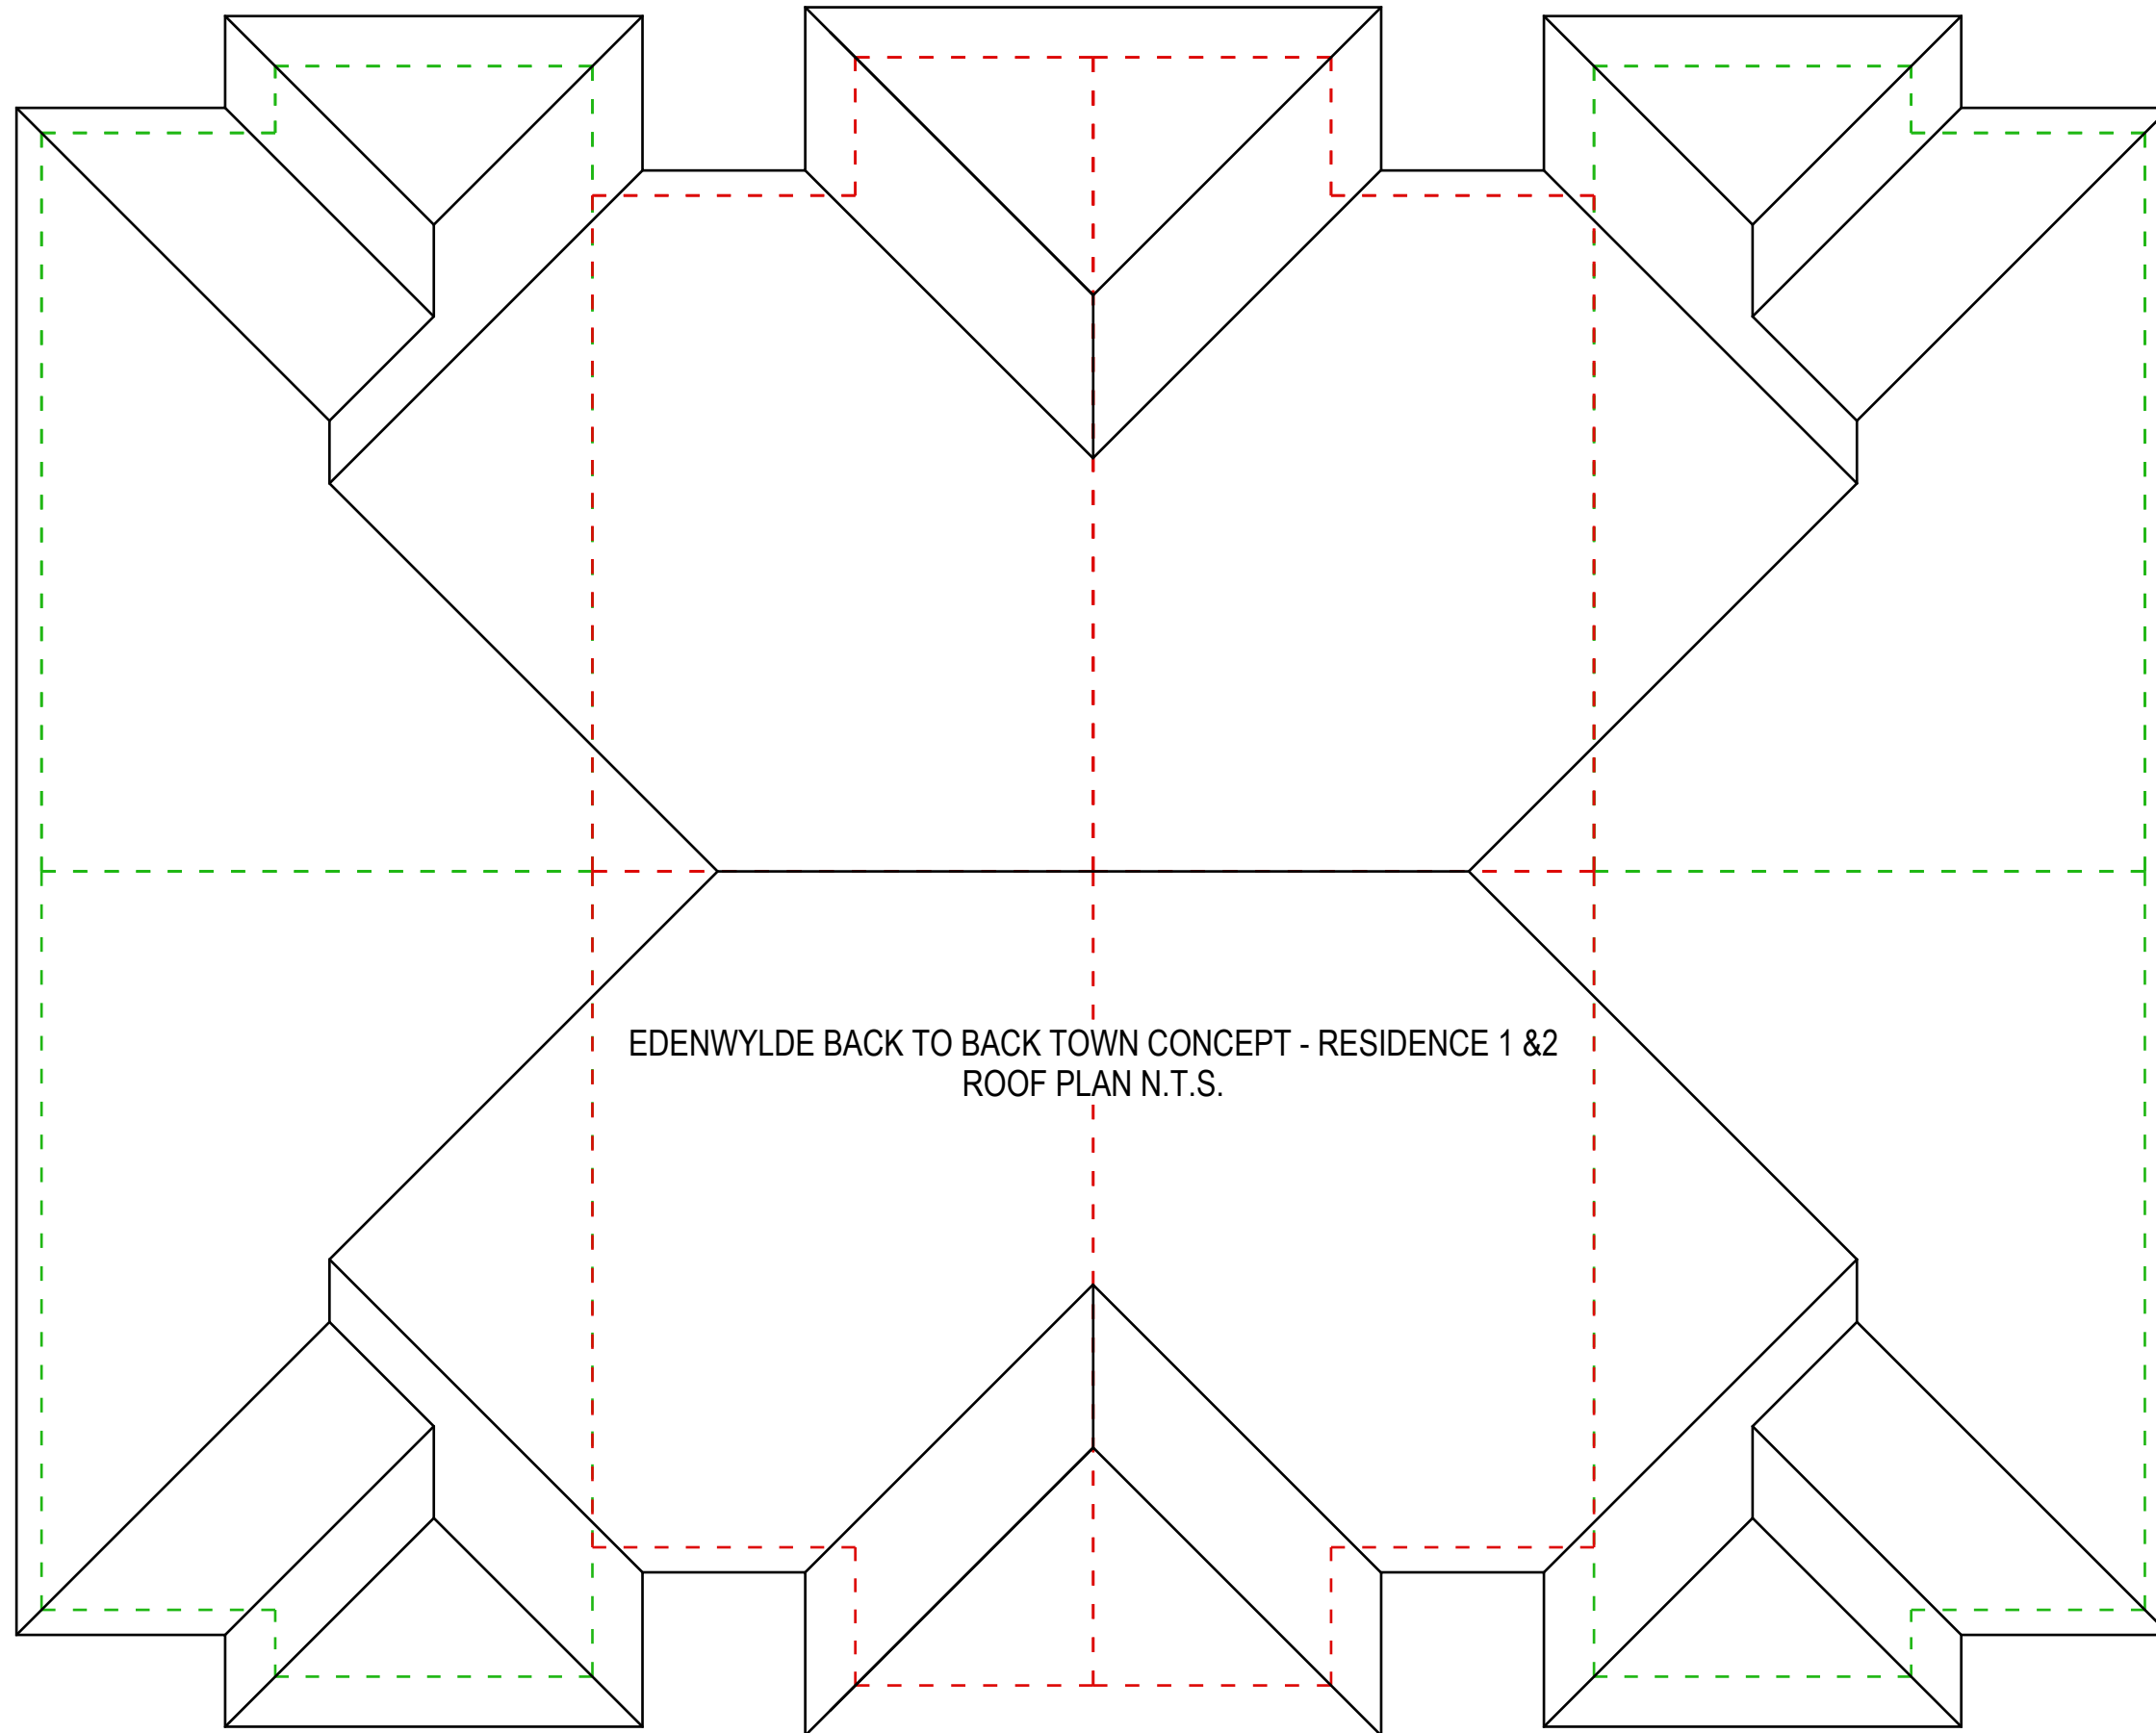 EDENWYLDE BACK TO BACK TOWN CONCEPT - RESIDENCE 1 &2
ROOF PLAN N.T.S.